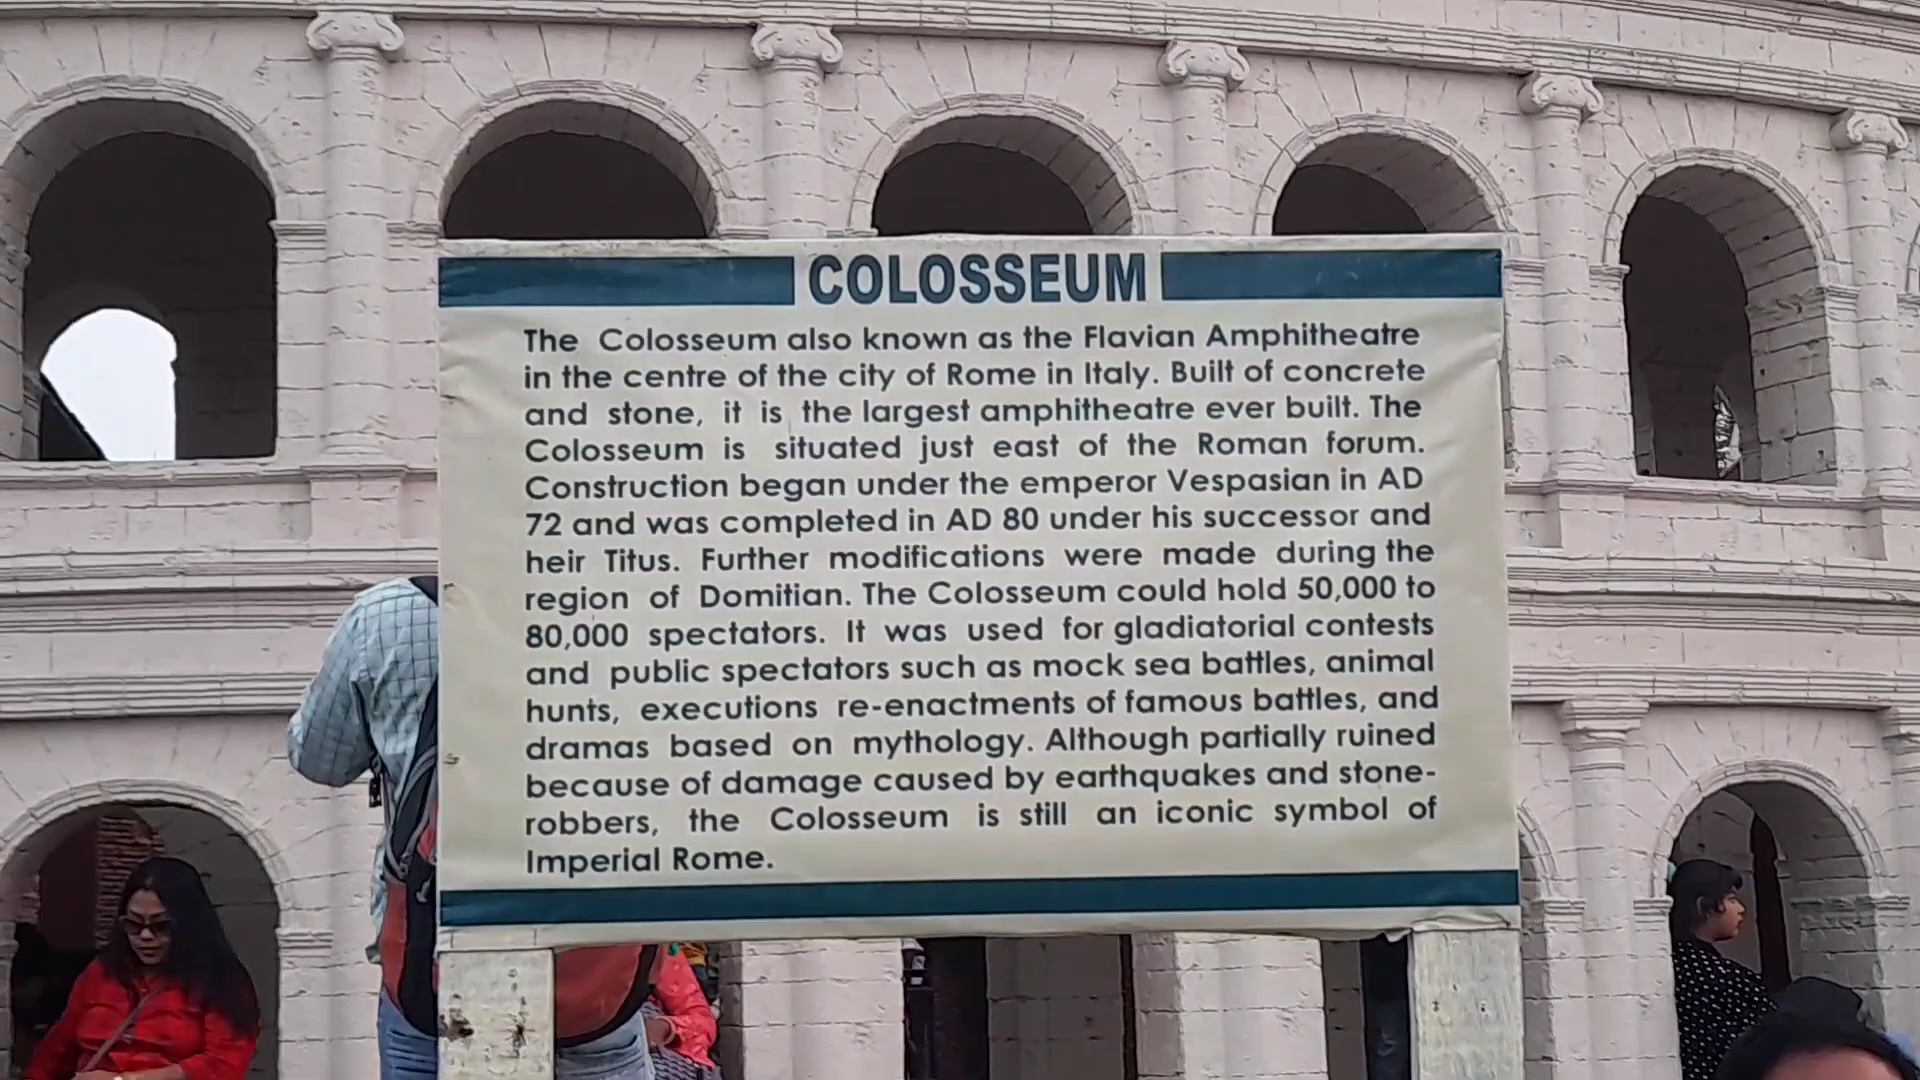 COLOSSEUM
The Colosseum also known as the Flavian Amphitheatre
in the centre of the city of Rome in Italy. Built of concrete
and stone, it is the largest amphitheatre ever built. The
Colosseum is situated just east of the Roman forum.
Construction began under the emperor Vespasian in AD
72 and was completed in AD 80 under his successor and
heir Titus. Further modifications were made during the
region of Domitian. The Colosseum could hold 50,000 to
80,000 spectators. It was used for gladiatorial contests
and public spectators such as mock sea battles, animal
hunts, executions re-enactments of famous battles, and
dramas based on mythology. Although partially ruined
because of damage caused by earthquakes and stone-
robbers, the Colosseum is still an iconic symbol of
Imperial Rome.